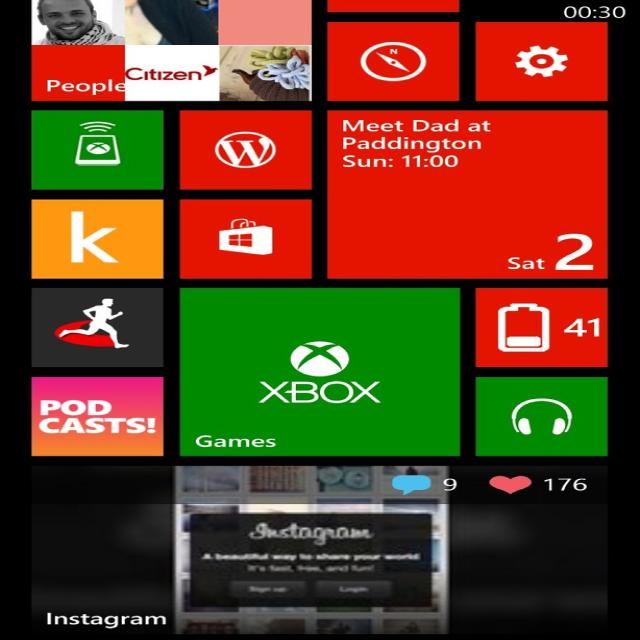 00:30
People
Citizen
N
Meet Dad at
Paddington
Sun: 11:00
Sat 2
k
41
XBOX
Games
POD
CASTS!
9
176
Instagram
A beautiful way to share your world
It's fast, free, and fun!
Sign up
Login
Instagram